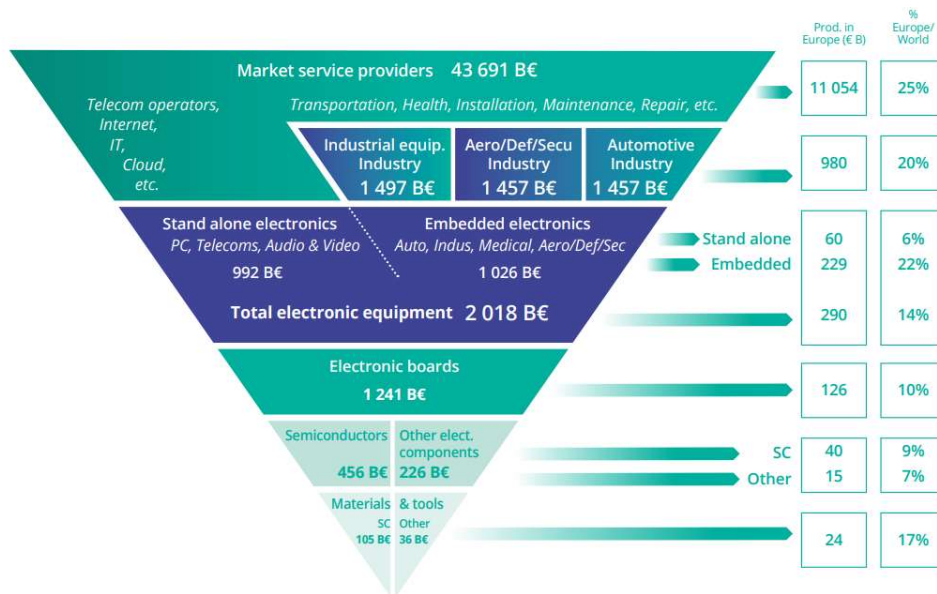 Prod. in
Europe (€ B)
%
Europe/
World
Market service providers 43 691 B€
11 054
25%
Telecom operators,
Internet,
IT,
Cloud,
etc.
Transportation, Health, Installation, Maintenance, Repair, etc.
Industrial equip.
Industry
1 497 B€
Aero/Def/Secu
Industry
1 457 B€
Automotive
Industry
1 457 B€
980
20%
Stand alone electronics
PC, Telecoms, Audio & Video
992 B€
Embedded electronics
Auto, Indus, Medical, Aero/Def/Sec
1 026 B€
Stand alone
60
6%
Embedded
229
22%
Total electronic equipment 2 018 B€
290
14%
Electronic boards
1 241 B€
126
10%
Semiconductors
456 B€
Other elect.
components
226 B€
SC
40
9%
Other
15
7%
Materials & tools
SC
105 B€
Other
36 B€
24
17%